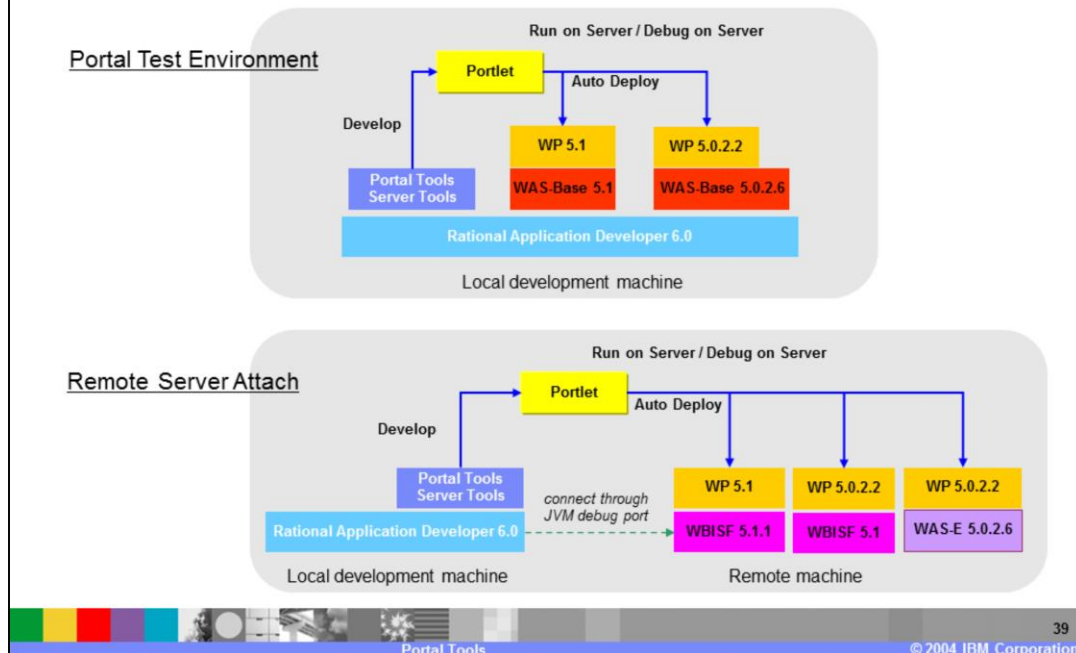 Run on Server / Debug on Server
Portal Test Environment
Portlet
Auto Deploy
Develop
WP 5.1
WP 5.0.2.2
Portal Tools
Server Tools
WAS-Base 5.1
WAS-Base 5.0.2.6
Rational Application Developer 6.0
Local development machine
Run on Server / Debug on Server
Remote Server Attach
Portlet
Auto Deploy
Develop
Portal Tools
Server Tools
connect through
JVM debug port
WP 5.1
WP 5.0.2.2
WP 5.0.2.2
Rational Application Developer 6.0
WBISF 5.1.1
WBISF 5.1
WAS-E 5.0.2.6
Local development machine
Remote machine
39
Portal Tools
© 2004 IBM Corporation